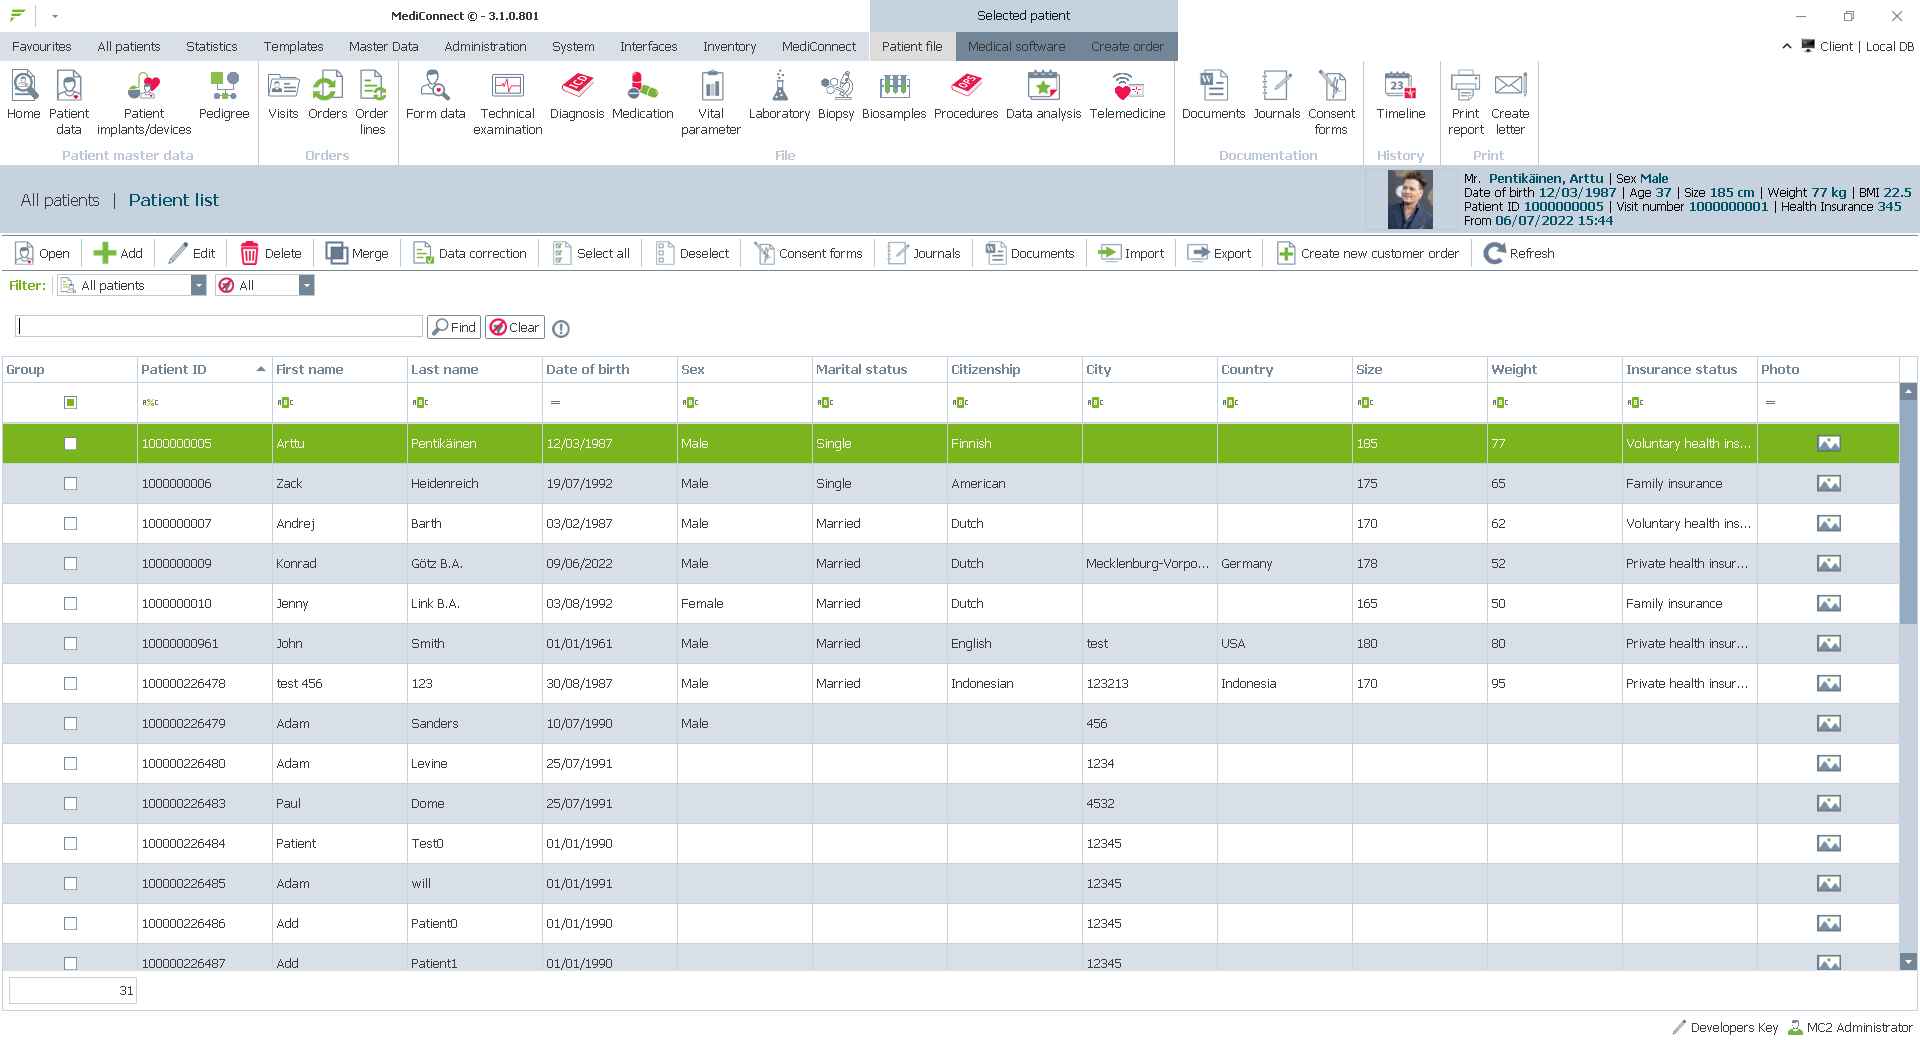 MediConnect © - 3.1.0.801
Selected patient
Favourites All patients Statistics Templates Master Data Administration System Interfaces Inventory MediConnect Patient file Medical software Create order Client | Local DB
Home Patient data Patient implants/devices Pedigree Visits Orders Order lines Form data Technical examination Diagnosis Medication Vital parameter Laboratory Biopsy Biosamples Procedures Data analysis Telemedicine Documents Journals Consent forms Timeline Print report Create letter
Patient master data Orders File Documentation History Print
All patients | Patient list
Mr. Pentikäinen, Arttu | Sex Male
Date of birth 12/03/1987 | Age 37 | Size 185 cm | Weight 77 kg | BMI 22.5
Patient ID 1000000005 | Visit number 1000000001 | Health Insurance 345
From 06/07/2022 15:44
Open Add Edit Delete Merge Data correction Select all Deselect Consent forms Journals Documents Import Export Create new customer order Refresh
Filter: All patients All
Find Clear
Group Patient ID First name Last name Date of birth Sex Marital status Citizenship City Country Size Weight Insurance status Photo
1000000005 Arttu Pentikäinen 12/03/1987 Male Single Finnish 185 77 Voluntary health ins...
1000000006 Zack Heidenreich 19/07/1992 Male Single American 175 65 Family insurance
1000000007 Andrej Barth 03/02/1987 Male Married Dutch 170 62 Voluntary health ins...
1000000009 Konrad Götz B.A. 09/06/2022 Male Married Dutch Mecklenburg-Vorpo... Germany 178 52 Private health insur...
1000000010 Jenny Link B.A. 03/08/1992 Female Married Dutch 165 50 Family insurance
10000000961 John Smith 01/01/1961 Male Married English test USA 180 80 Private health insur...
100000226478 test 456 123 30/08/1987 Male Married Indonesian 123213 Indonesia 170 95 Private health insur...
100000226479 Adam Sanders 10/07/1990 Male 456
100000226480 Adam Levine 25/07/1991 1234
100000226483 Paul Dome 25/07/1991 4532
100000226484 Patient Test0 01/01/1990 12345
100000226485 Adam will 01/01/1991 12345
100000226486 Add Patient0 01/01/1990 12345
100000226487 Add Patient1 01/01/1990 12345
31
Developers Key MC2 Administrator